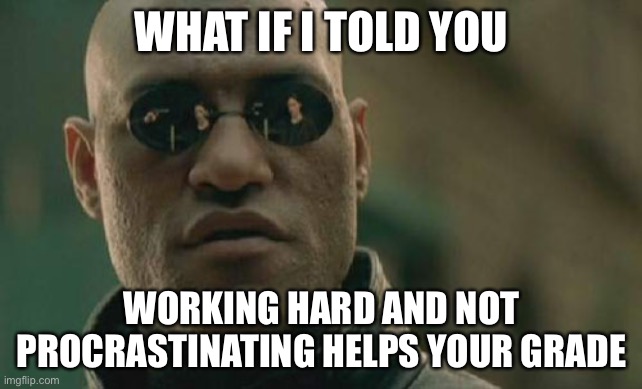 WHAT IF I TOLD YOU
WORKING HARD AND NOT
PROCRASTINATING HELPS YOUR GRADE
imgflip.com